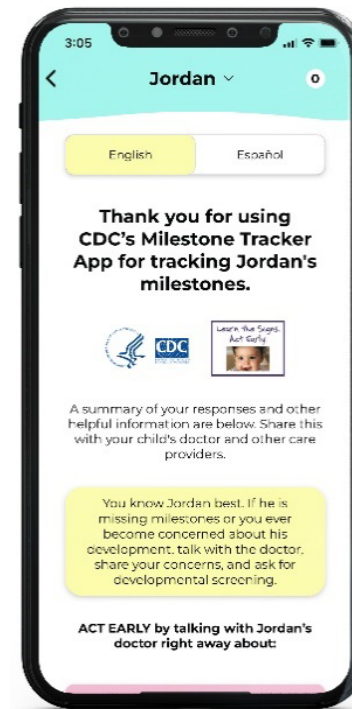 3:05
Jordan
0
English
Español
Thank you for using
CDC's Milestone Tracker
App for tracking Jordan's
milestones.
CDC
Learn the Signs.
Act Early.
A summary of your responses and other
helpful information are below. Share this
with your child's doctor and other care
providers.
You know Jordan best. If he is
missing milestones or you ever
become concerned about his
development, talk with the doctor,
share your concerns, and ask for
developmental screening.
ACT EARLY by talking with Jordan's
doctor right away about: